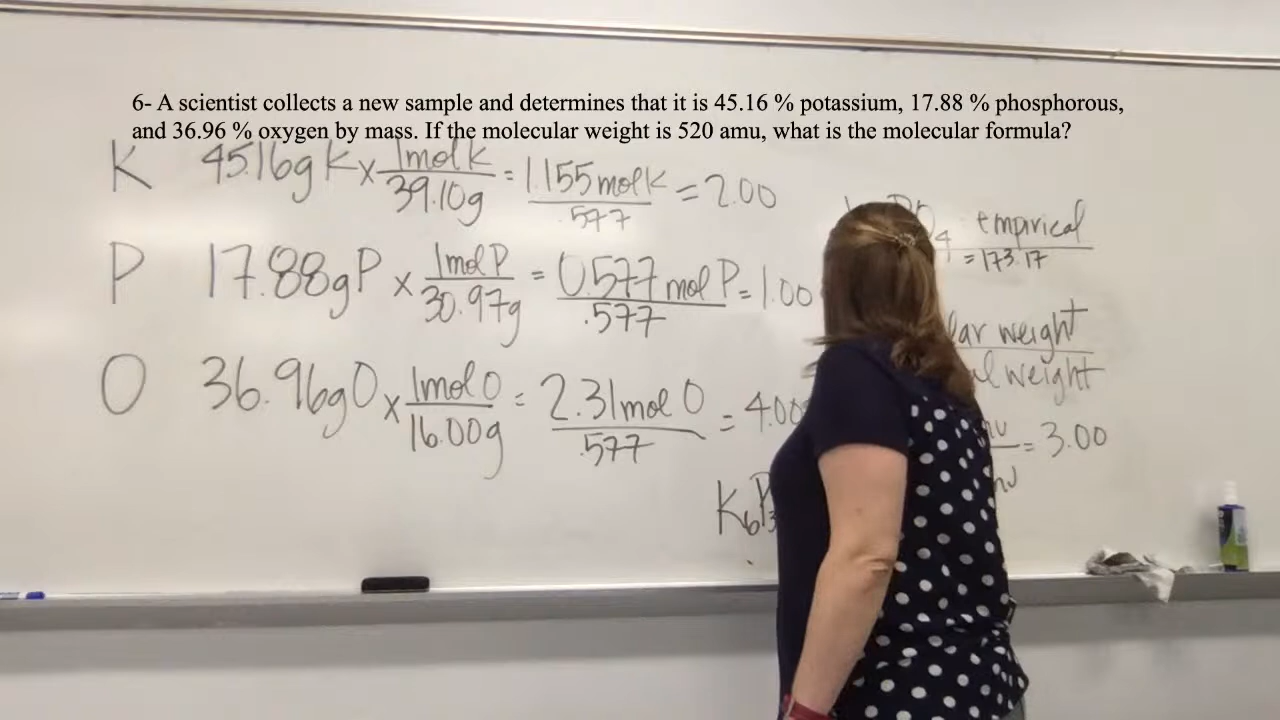 6- A scientist collects a new sample and determines that it is 45.16 % potassium, 17.88 % phosphorous,
and 36.96 % oxygen by mass. If the molecular weight is 520 amu, what is the molecular formula?
K 45.16g K x 1mol K / 39.10g = 1.155 mol K / .577 = 2.00
P 17.88g P x 1mol P / 30.97g = 0.577 mol P / .577 = 1.00
O 36.96g O x 1mol O / 16.00g = 2.31 mol O / .577 = 4.00
K6P3
4 empirical
= 173.17
weight
weight
= 3.00